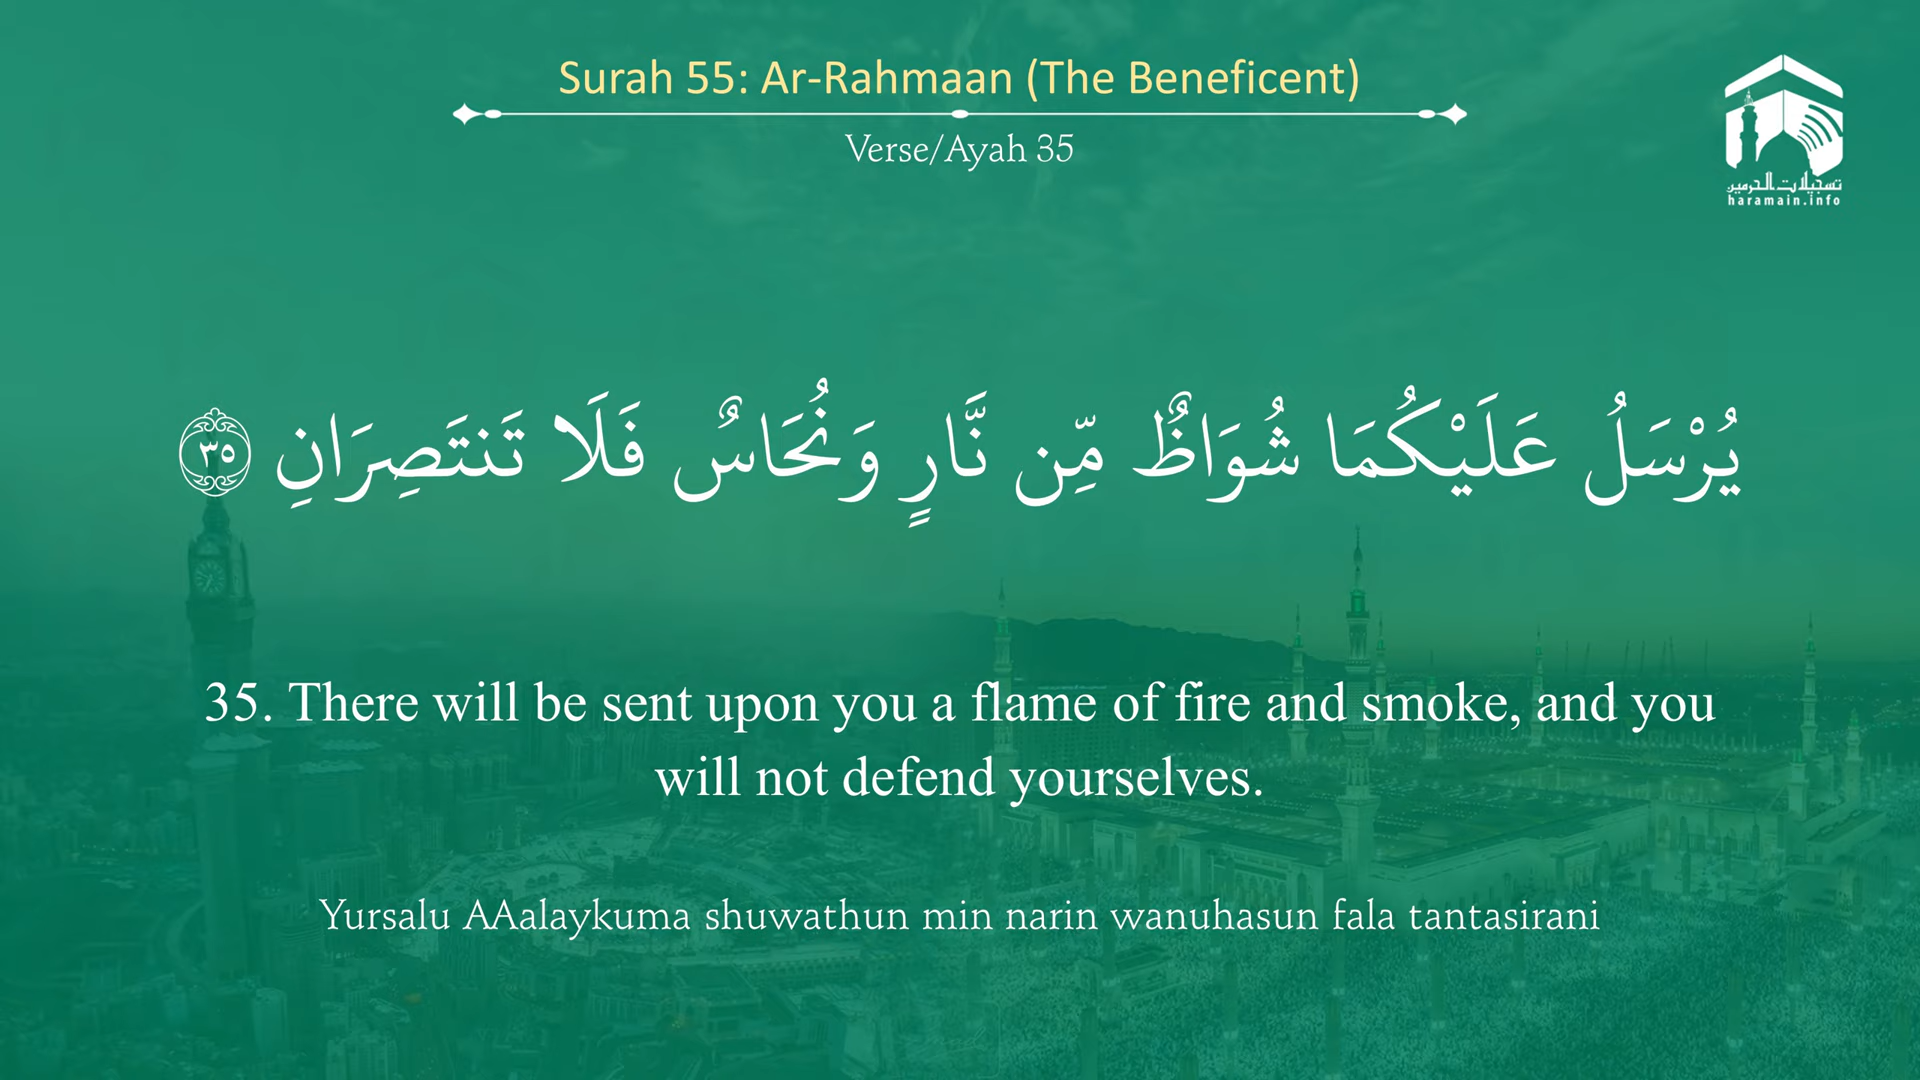 Surah 55: Ar-Rahmaan (The Beneficent)
Verse/Ayah 35
تسجيلات الحرمين
haramain.info
يُرْسَلُ عَلَيْكُمَا شُوَاظٌ مِّن نَّارٍ وَنُحَاسٌ فَلَا تَنتَصِرَانِ ٣٥
35. There will be sent upon you a flame of fire and smoke, and you
will not defend yourselves.
Yursalu AAalaykuma shuwathun min narin wanuhasun fala tantasirani